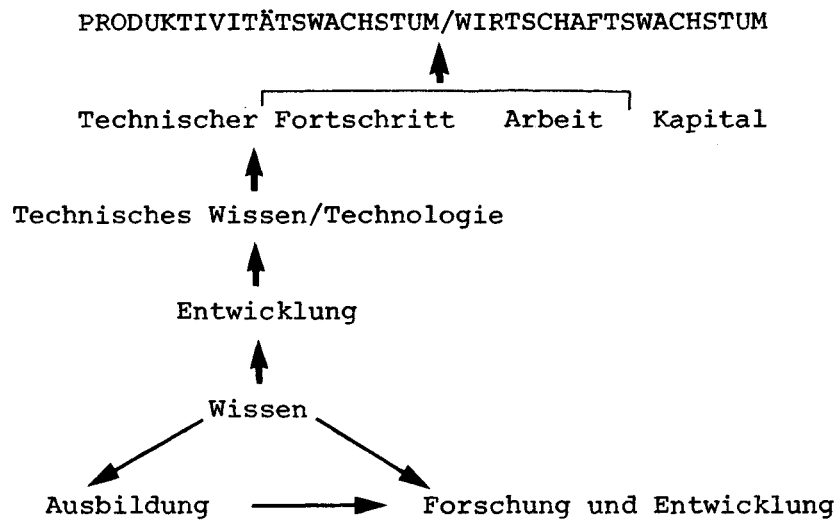 PRODUKTIVITÄTSWACHSTUM/WIRTSCHAFTSWACHSTUM
Technischer Fortschritt Arbeit Kapital
Technisches Wissen/Technologie
Entwicklung
Wissen
Ausbildung Forschung und Entwicklung